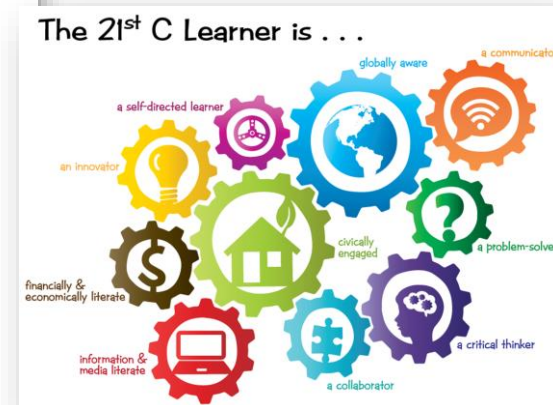 The 21st C Learner is . . .
a communicato
globally aware
a self-directed learner
an innovator
civically
engaged
a problem-solve
financially &
economically literate
a critical thinker
information &
media literate
a collaborator